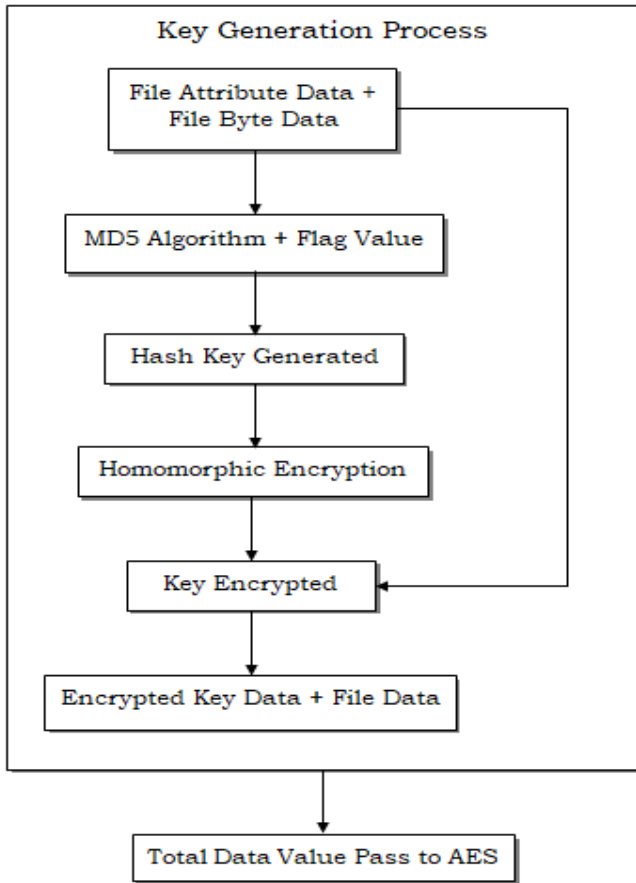 Key Generation Process
File Attribute Data +
File Byte Data
MD5 Algorithm + Flag Value
Hash Key Generated
Homomorphic Encryption
Key Encrypted
Encrypted Key Data + File Data
Total Data Value Pass to AES